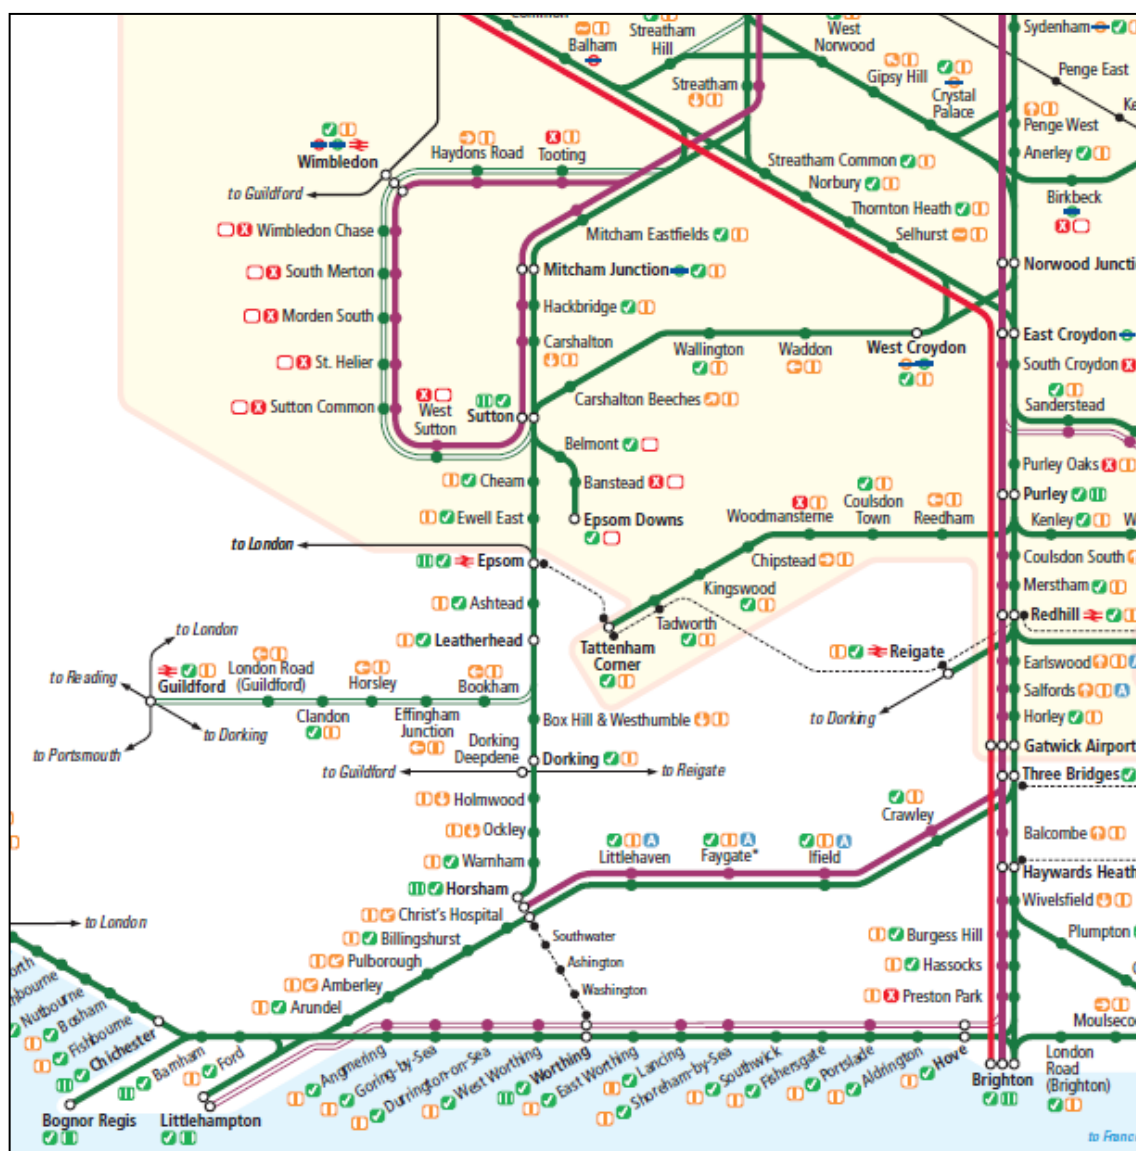 Balham
Streatham
Hill
West
Norwood
Sydenham
Penge East
Gipsy Hill
Crystal
Palace
Streatham
Penge West
Anerley
Wimbledon
Haydons Road
Tooting
Streatham Common
Norbury
Birkbeck
to Guildford
Thornton Heath
Selhurst
Wimbledon Chase
Mitcham Eastfields
South Merton
Mitcham Junction
Norwood Juncti
Hackbridge
Morden South
Carshalton
Wallington
Waddon
West Croydon
East Croydon
St. Helier
South Croydon
Sutton Common
West
Sutton
Sutton
Carshalton Beeches
Sanderstead
Belmont
Purley Oaks
Cheam
Banstead
Purley
Ewell East
Epsom Downs
Woodmansterne
Coulsdon
Town
Reedham
Kenley
W
to London
Epsom
Chipstead
Coulsdon South
Ashtead
Kingswood
Merstham
Tadworth
Redhill
to London
Leatherhead
Tattenham
Corner
Reigate
Earlswood
to Reading
Guildford
London Road
(Guildford)
Horsley
Bookham
Salfords
Clandon
Effingham
Junction
Box Hill & Westhumble
to Dorking
Horley
to Dorking
to Portsmouth
Dorking
Deepdene
Dorking
Gatwick Airport
to Guildford
to Reigate
Three Bridges
Holmwood
Crawley
Ockley
Balcombe
Warnham
Littlehaven
Faygate*
Ifield
Haywards Heath
Horsham
Wivelsfield
Christ's Hospital
to London
Billingshurst
Southwater
Burgess Hill
Plumpton
Pulborough
Ashington
Hassocks
Amberley
Washington
Preston Park
Arundel
orth
hbourne
Nutbourne
Bosham
Fishbourne
Chichester
Barnham
Ford
Angmering
Goring-by-Sea
Durrington-on-Sea
West Worthing
Worthing
East Worthing
Lancing
Shoreham-by-Sea
Southwick
Fishersgate
Portslade
Aldrington
Hove
Brighton
London
Road
(Brighton)
Moulseco
Bognor Regis
Littlehampton
to Franc